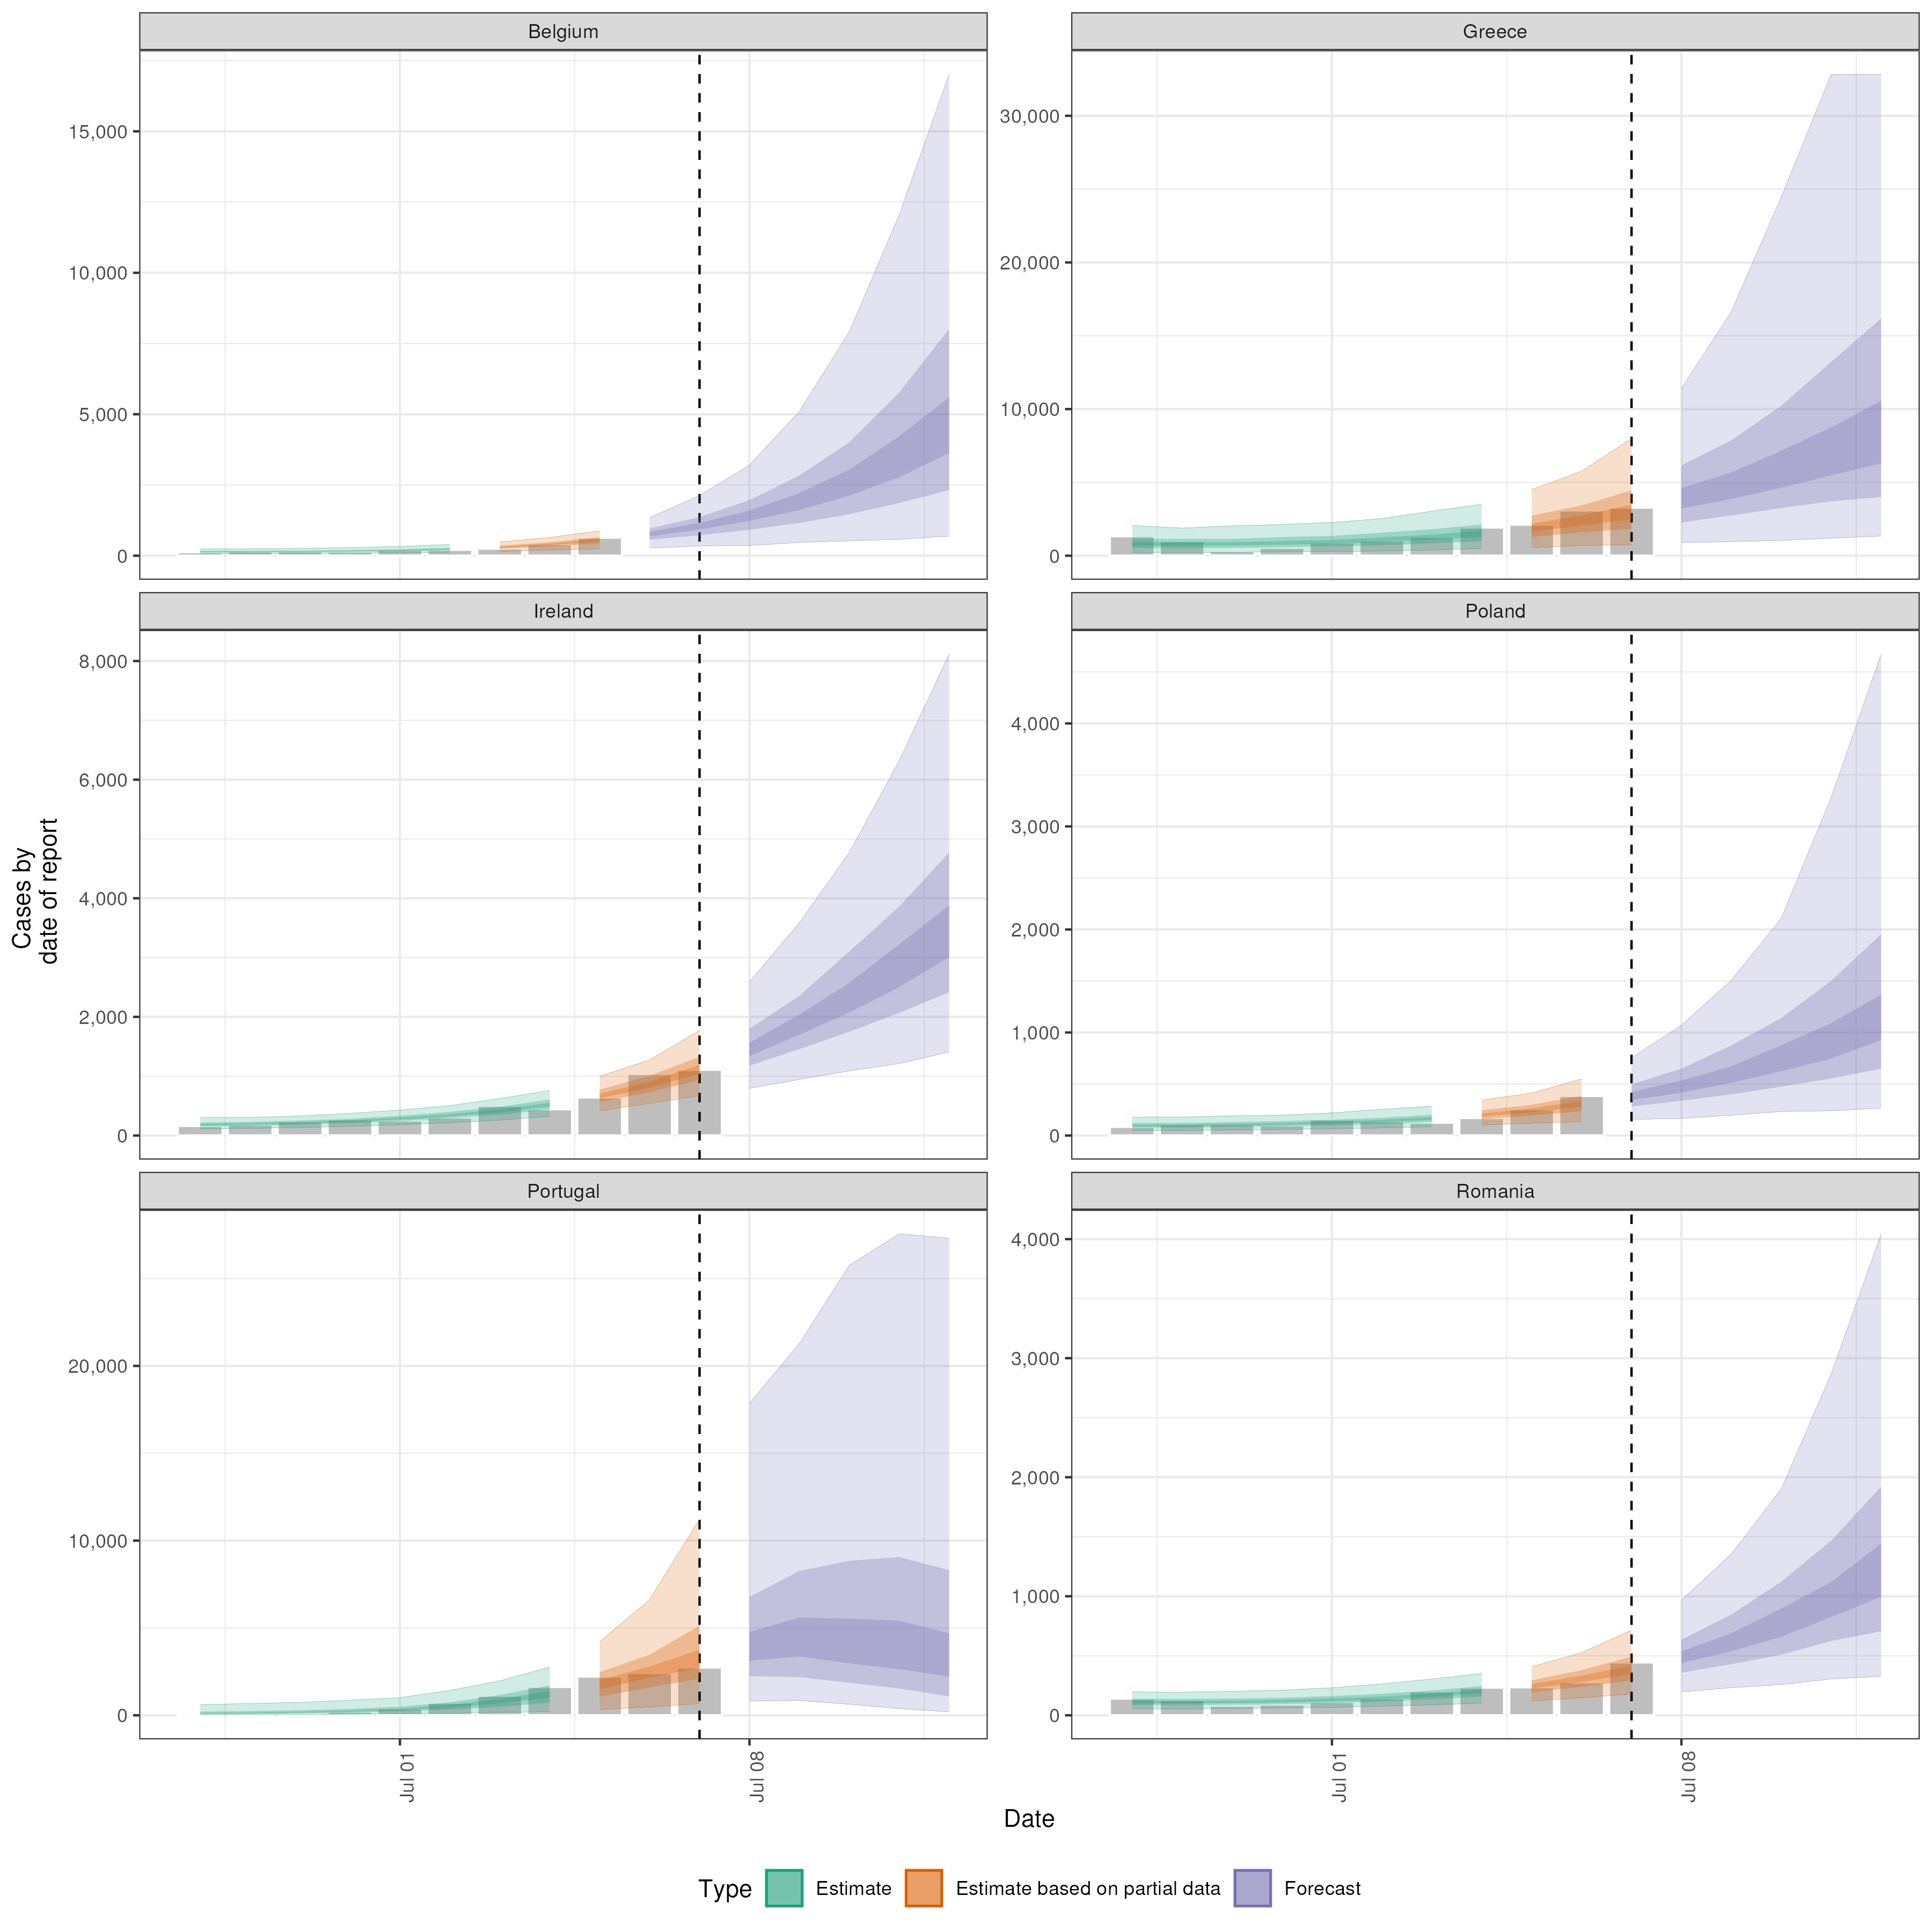 Belgium
Greece
15,000
10,000
5,000
0
30,000
20,000
10,000
0
Ireland
Poland
8,000
6,000
4,000
2,000
0
4,000
3,000
2,000
1,000
0
Cases by
date of report
Portugal
Romania
20,000
10,000
0
4,000
3,000
2,000
1,000
0
Jul 01
Jul 08
Jul 01
Jul 08
Date
Type
Estimate
Estimate based on partial data
Forecast